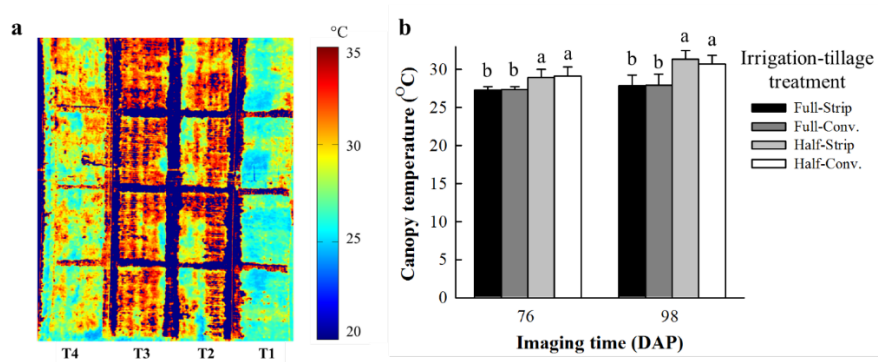 a
°C
35
30
25
20
T4 T3 T2 T1
b
Canopy temperature (OC)
30
25
20
15
10
5
0
b b a a
b b a a
76 98
Imaging time (DAP)
Irrigation-tillage
treatment
Full-Strip
Full-Conv.
Half-Strip
Half-Conv.